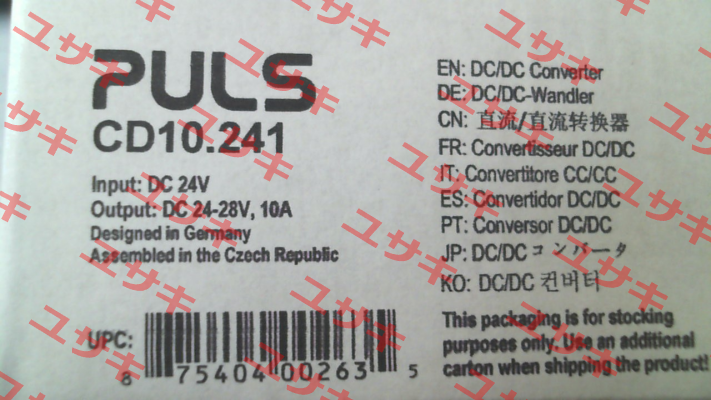 PULS
CD10.241
Input: DC 24V
Output: DC 24-28V, 10A
Designed in Germany
Assembled in the Czech Republic
UPC:
8 75404 00263 5
EN: DC/DC Converter
DE: DC/DC-Wandler
CN: 直流/直流转换器
FR: Convertisseur DC/DC
IT: Convertitore CC/CC
ES: Convertidor DC/DC
PT: Conversor DC/DC
JP: DC/DC コンバータ
KO: DC/DC 컨버터
This packaging is for stocking
purposes only. Use an additional
carton when shipping the product!
ユサキ